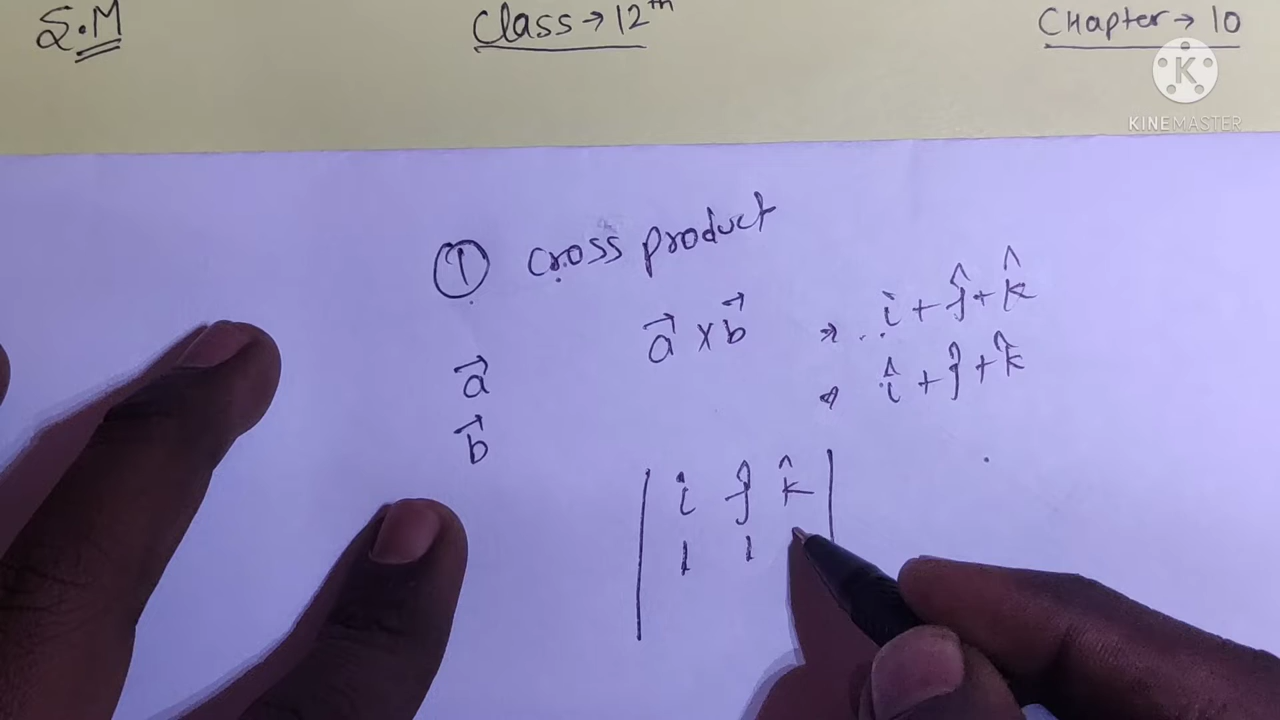 S.M Class→12th Chapter→10
K
KINEMASTER
① cross product
a⃗ × b⃗ → i + ĵ + k̂
a⃗
→ î + ĵ + k̂
b⃗
| i ĵ k̂ |
1 1